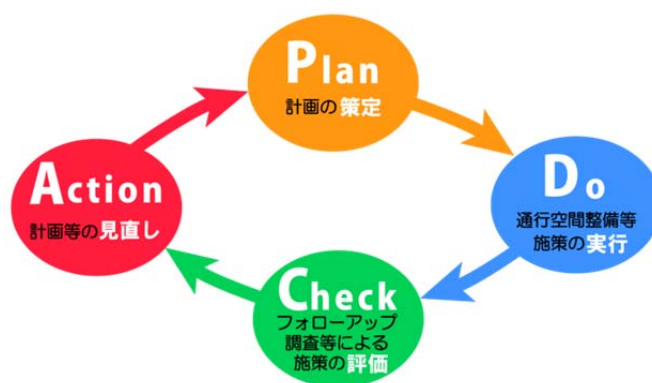 Plan
計画の策定
Do
通行空間整備等
施策の実行
Check
フォローアップ
調査等による
施策の評価
Action
計画等の見直し